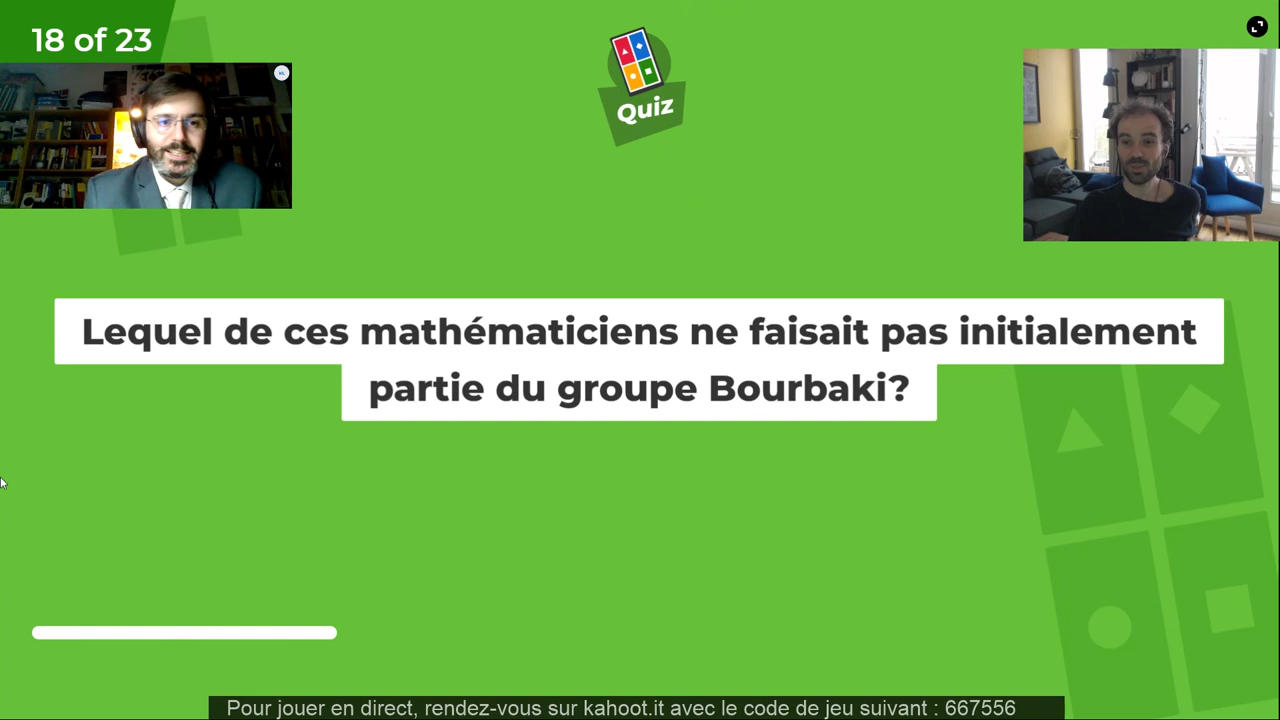 18 of 23
Quiz
Lequel de ces mathématiciens ne faisait pas initialement
partie du groupe Bourbaki?
Pour jouer en direct, rendez-vous sur kahoot.it avec le code de jeu suivant : 667556